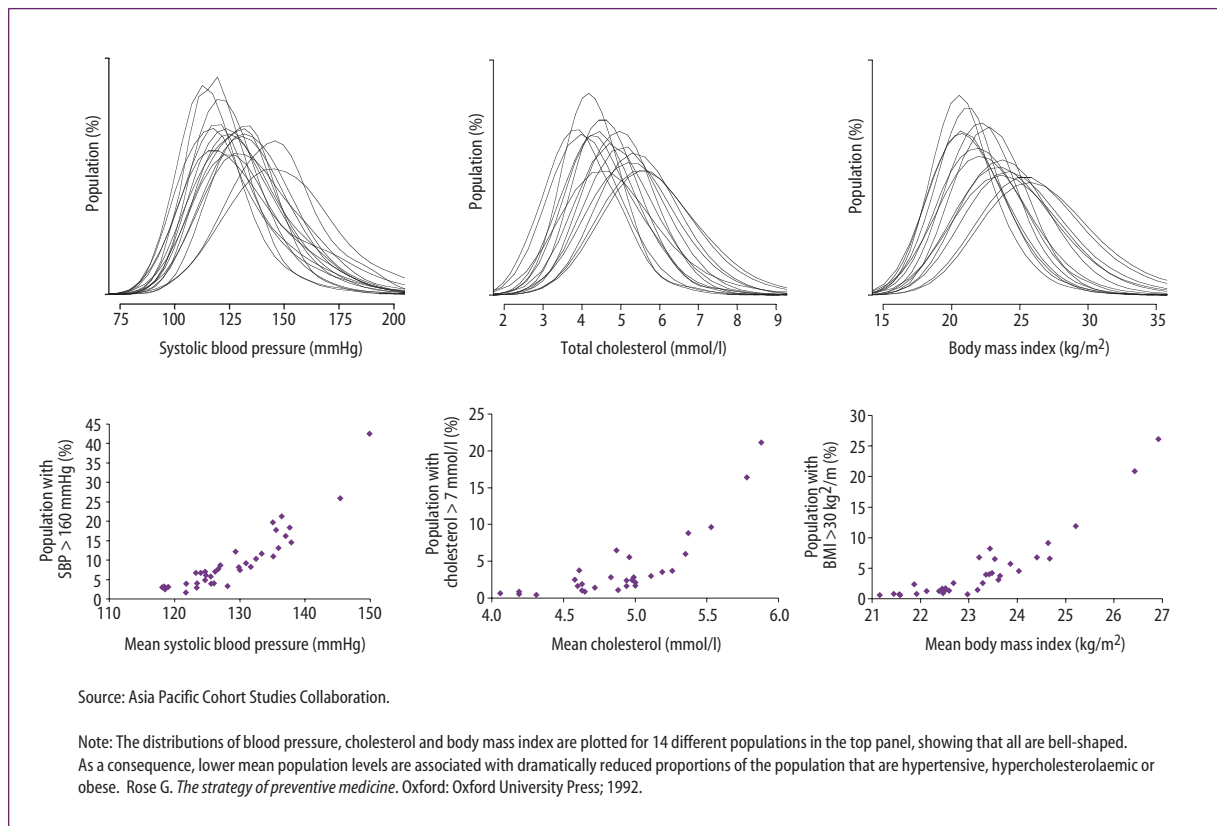 Population (%)
75 100 125 150 175 200
Systolic blood pressure (mmHg)
Population (%)
2 3 4 5 6 7 8 9
Total cholesterol (mmol/l)
Population (%)
15 20 25 30 35
Body mass index (kg/m²)
Population with
SBP > 160 mmHg (%)
45
40
35
30
25
20
15
10
5
0
110 120 130 140 150
Mean systolic blood pressure (mmHg)
Population with
cholesterol > 7 mmol/l (%)
25
20
15
10
5
0
4.0 4.5 5.0 5.5 6.0
Mean cholesterol (mmol/l)
Population with
BMI >30 kg²/m (%)
30
25
20
15
10
5
0
21 22 23 24 25 26 27
Mean body mass index (kg/m²)
Source: Asia Pacific Cohort Studies Collaboration.
Note: The distributions of blood pressure, cholesterol and body mass index are plotted for 14 different populations in the top panel, showing that all are bell-shaped.
As a consequence, lower mean population levels are associated with dramatically reduced proportions of the population that are hypertensive, hypercholesterolaemic or
obese. Rose G. The strategy of preventive medicine. Oxford: Oxford University Press; 1992.